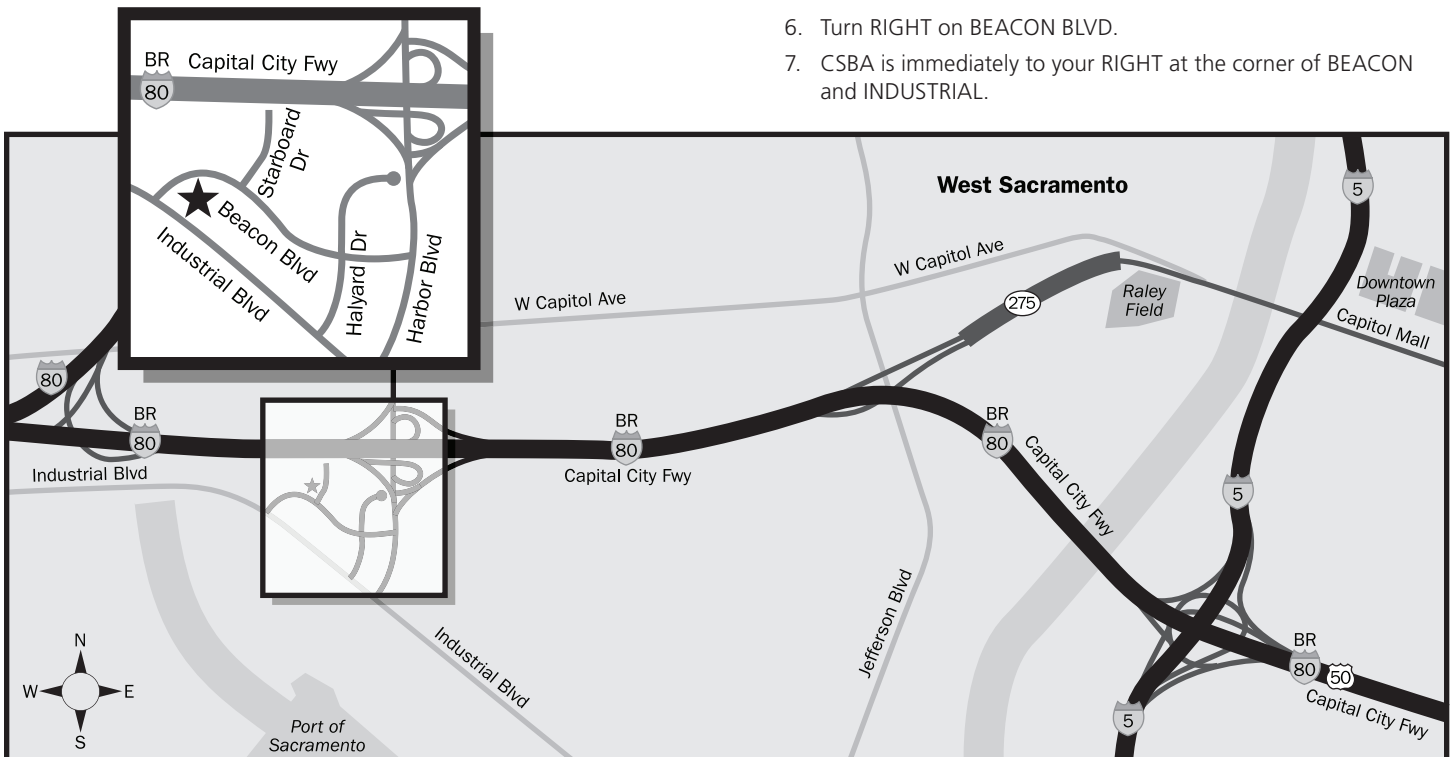 6. Turn RIGHT on BEACON BLVD.
7. CSBA is immediately to your RIGHT at the corner of BEACON
and INDUSTRIAL.
BR
80
Capital City Fwy
Starboard
Dr
Beacon Blvd
Industrial Blvd
Halyard Dr
Harbor Blvd
West Sacramento
5
W Capitol Ave
W Capitol Ave
275
Raley
Field
Downtown
Plaza
Capitol Mall
80
BR
80
Industrial Blvd
BR
80
Capital City Fwy
BR
80
Capital City Fwy
5
Jefferson Blvd
Industrial Blvd
N
W
E
S
Port of
Sacramento
BR
80
50
Capital City Fwy
5